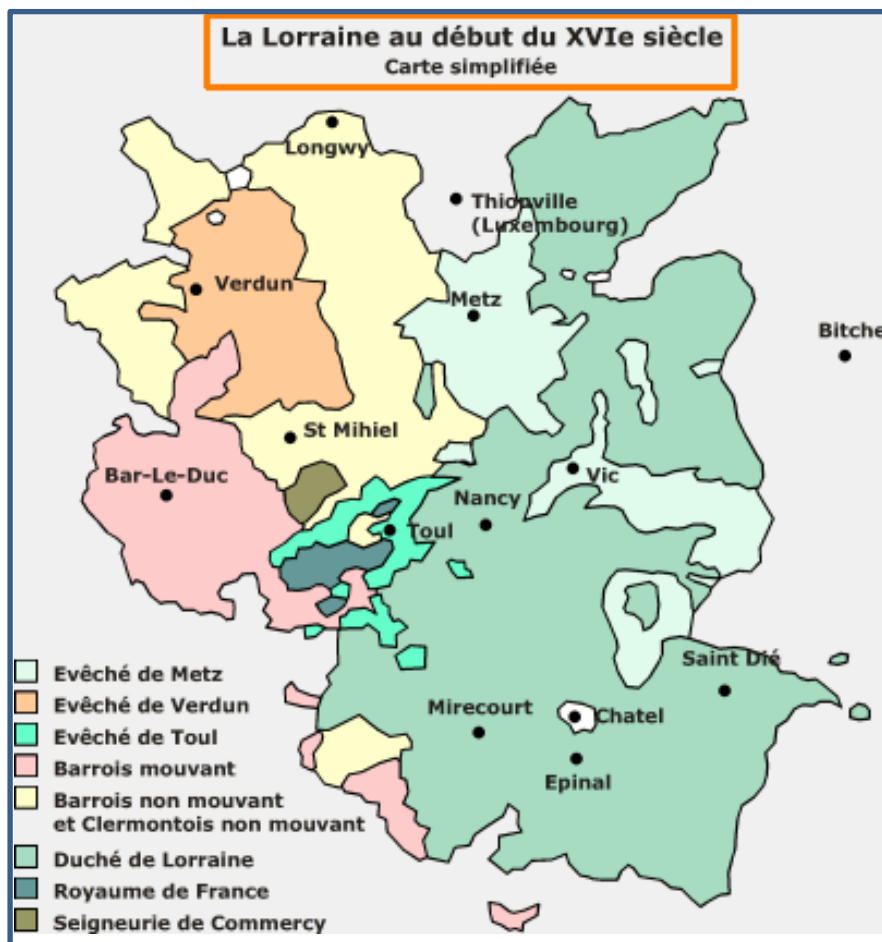 La Lorraine au début du XVIe siècle
Carte simplifiée
Longwy
Thionville
(Luxembourg)
Verdun
Metz
Bitche
St Mihiel
Bar-Le-Duc
Vic
Nancy
Toul
Saint Dié
Mirecourt
Chatel
Epinal
Evêché de Metz
Evêché de Verdun
Evêché de Toul
Barrois mouvant
Barrois non mouvant
et Clermontois non mouvant
Duché de Lorraine
Royaume de France
Seigneurie de Commercy